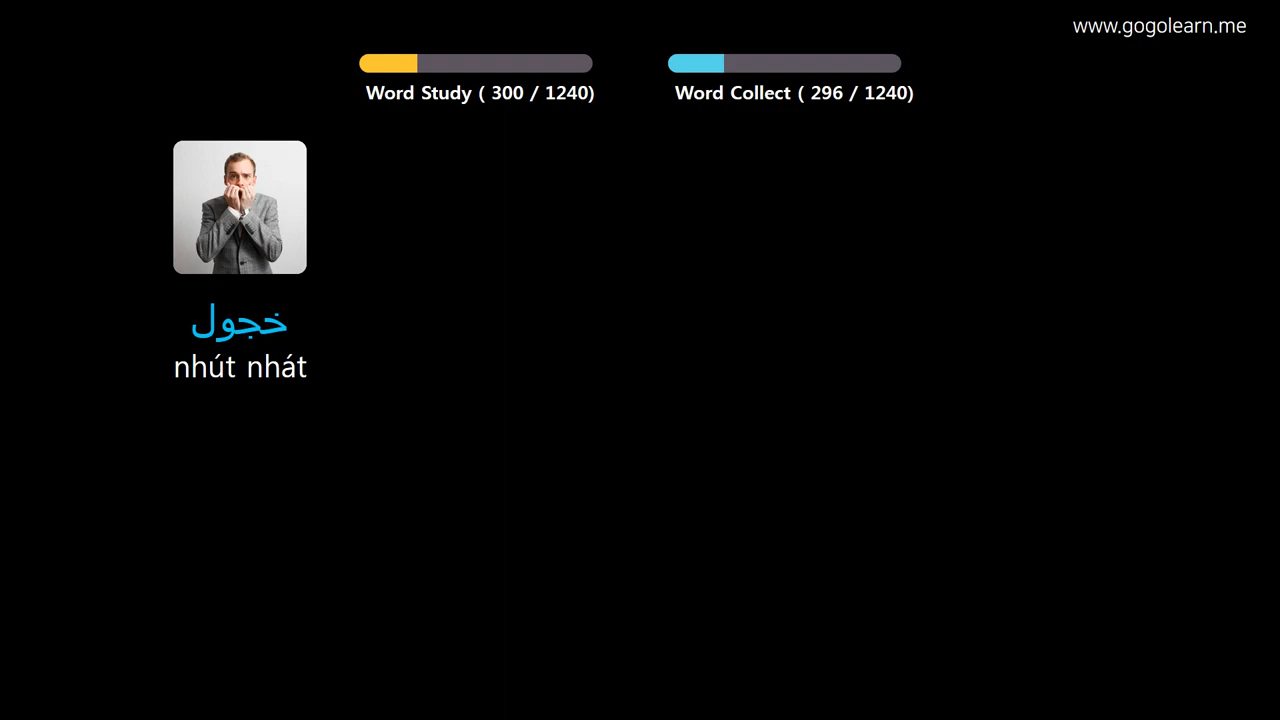 www.gogolearn.me
Word Study ( 300 / 1240)
Word Collect ( 296 / 1240)
خجول
nhút nhát